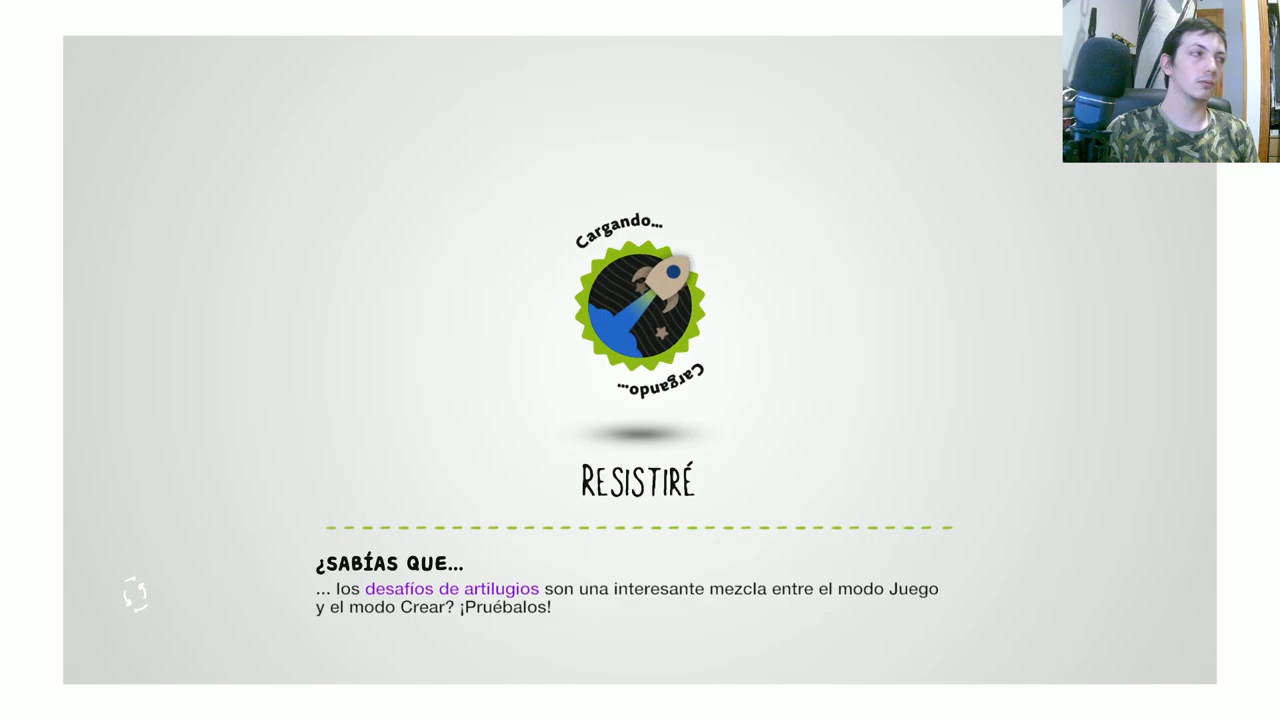 Cargando...
Cargando...
RESISTIRÉ
¿SABÍAS QUE...
... los desafíos de artilugios son una interesante mezcla entre el modo Juego
y el modo Crear? ¡Pruébalos!